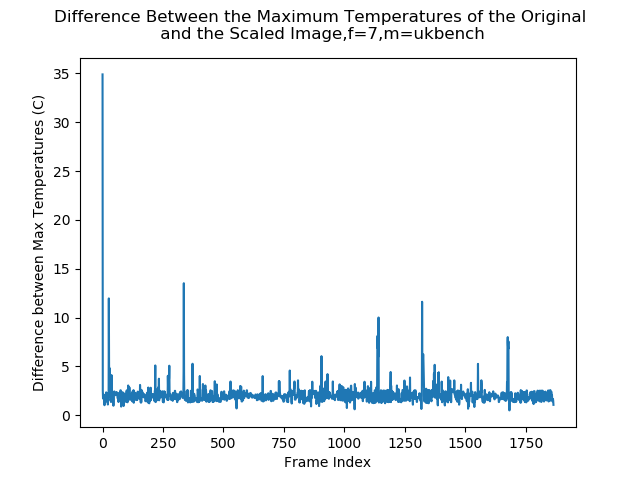 Difference Between the Maximum Temperatures of the Original
and the Scaled Image,f=7,m=ukbench
35
30
25
20
15
10
5
0
Difference between Max Temperatures (C)
0 250 500 750 1000 1250 1500 1750
Frame Index